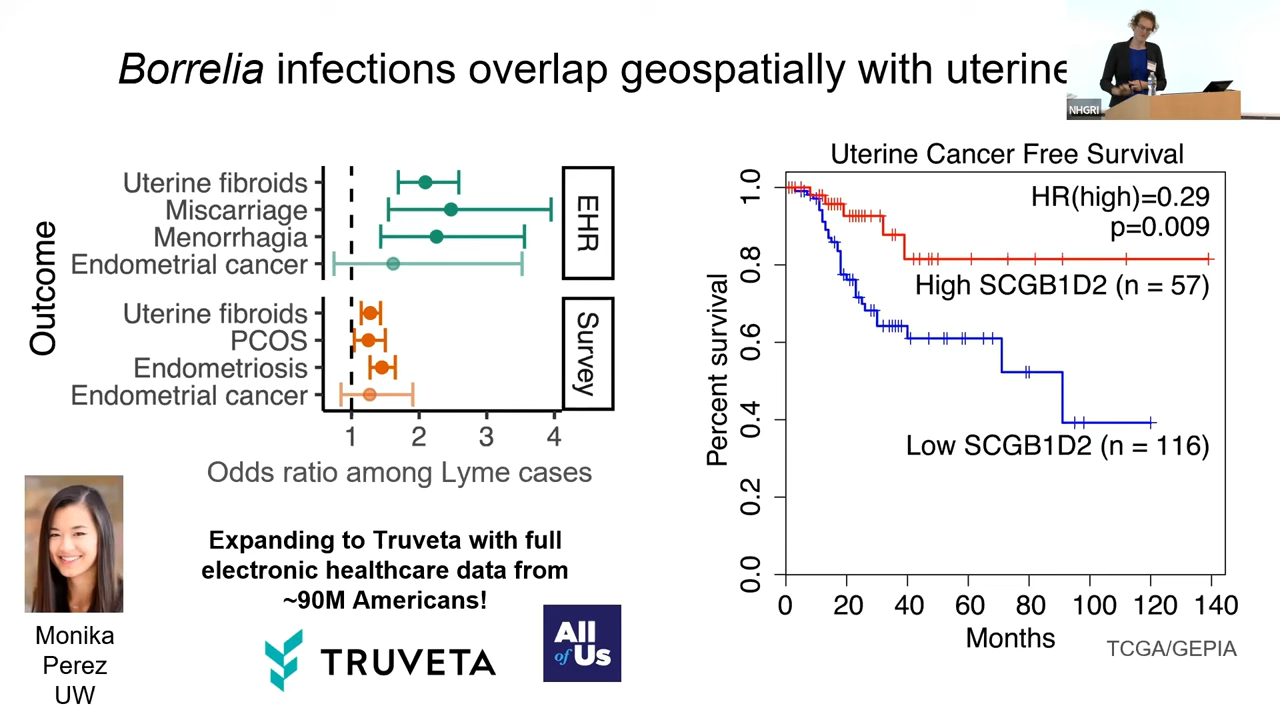 Borrelia infections overlap geospatially with uterine
NHGRI
Outcome
Uterine fibroids
Miscarriage
Menorrhagia
Endometrial cancer
EHR
Uterine fibroids
PCOS
Endometriosis
Endometrial cancer
Survey
1 2 3 4
Odds ratio among Lyme cases
Monika
Perez
UW
Expanding to Truveta with full
electronic healthcare data from
~90M Americans!
TRUVETA
All
of Us
Uterine Cancer Free Survival
HR(high)=0.29
p=0.009
High SCGB1D2 (n = 57)
Low SCGB1D2 (n = 116)
Percent survival
1.0
0.8
0.6
0.4
0.2
0.0
0 20 40 60 80 100 120 140
Months
TCGA/GEPIA